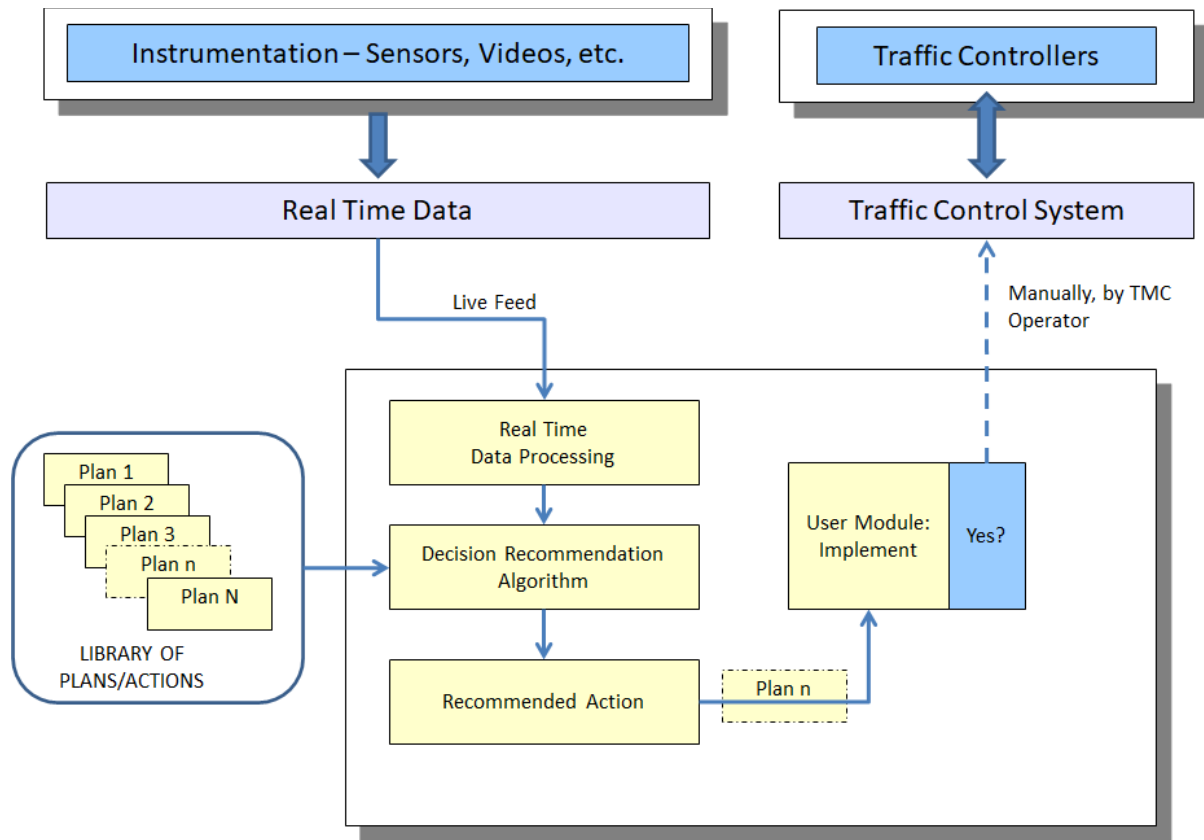 Instrumentation – Sensors, Videos, etc.
Traffic Controllers
Real Time Data
Traffic Control System
Live Feed
Manually, by TMC
Operator
Real Time
Data Processing
Plan 1
Plan 2
Plan 3
Plan n
Plan N
LIBRARY OF
PLANS/ACTIONS
Decision Recommendation
Algorithm
User Module:
Implement
Yes?
Recommended Action
Plan n